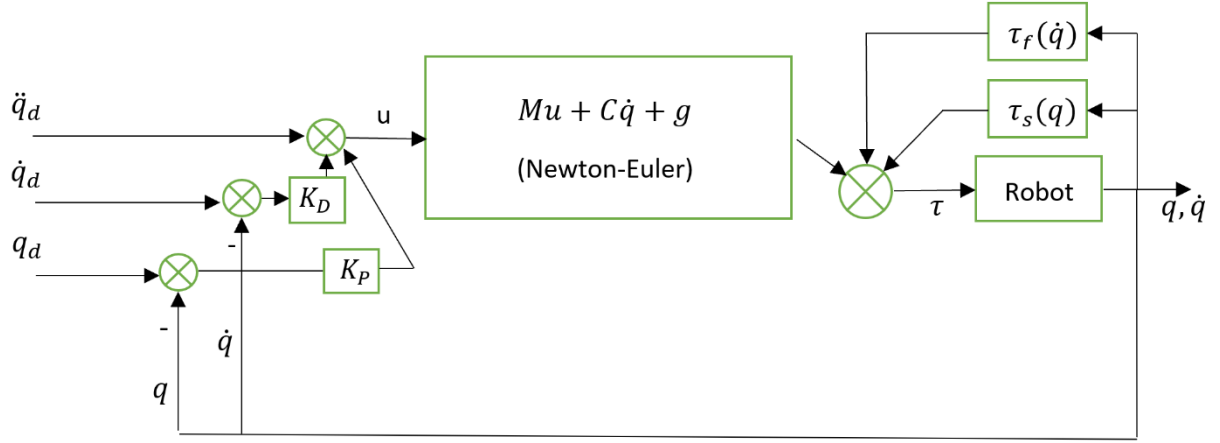 τ_f(q̇)
q̈_d
u
Mu + Cq̇ + g
(Newton-Euler)
τ_s(q)
q̇_d
K_D
τ
Robot
q, q̇
-
q_d
K_P
-
q̇
q